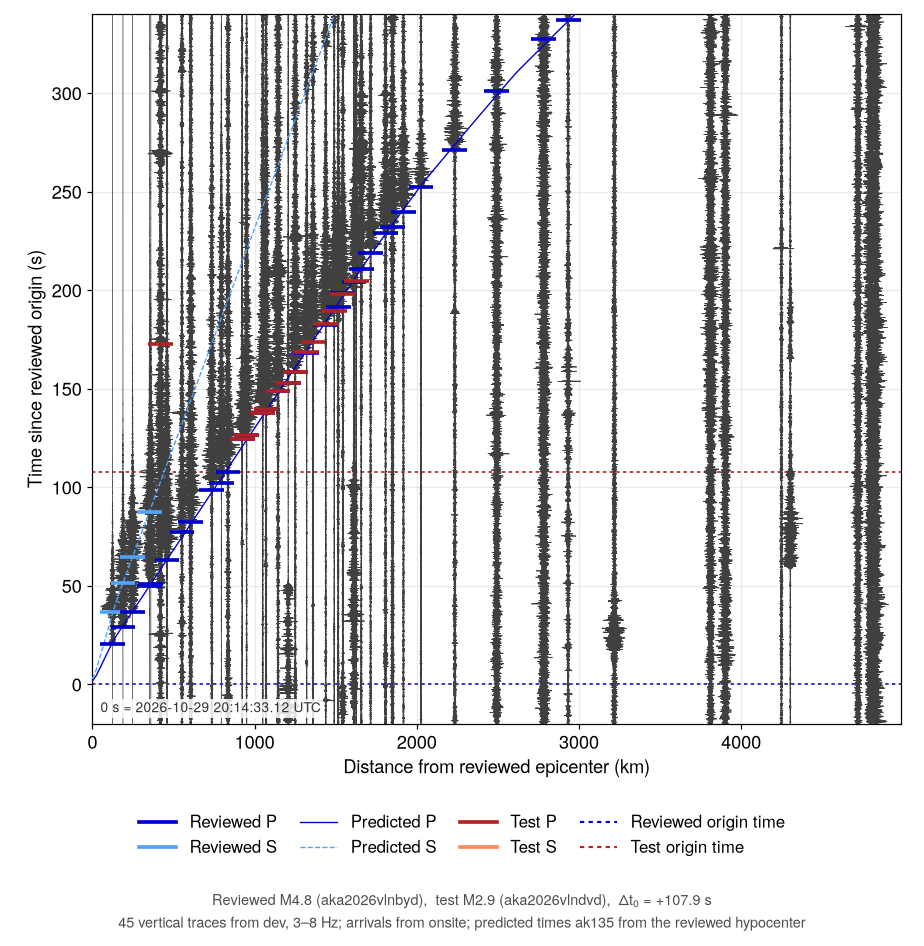 300
250
200
150
100
50
0
Time since reviewed origin (s)
0 s = 2026-10-29 20:14:33.12 UTC
0 1000 2000 3000 4000
Distance from reviewed epicenter (km)
Reviewed P Predicted P Test P Reviewed origin time
Reviewed S Predicted S Test S Test origin time
Reviewed M4.8 (aka2026vlnbyd), test M2.9 (aka2026vlndvd), Δt₀ = +107.9 s
45 vertical traces from dev, 3–8 Hz; arrivals from onsite; predicted times ak135 from the reviewed hypocenter